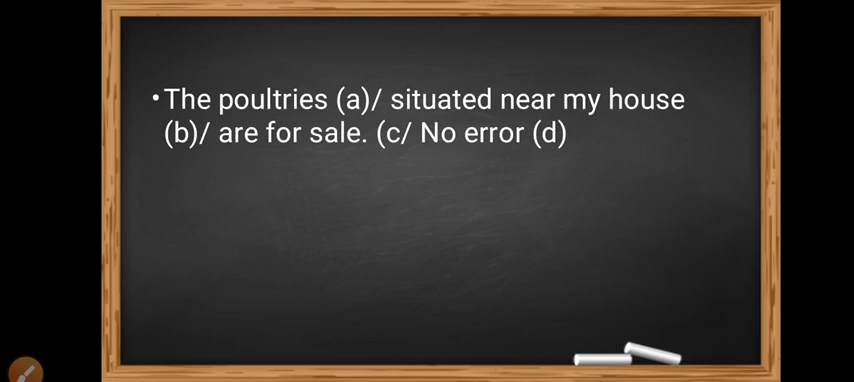 •The poultries (a)/ situated near my house
(b)/ are for sale. (c/ No error (d)